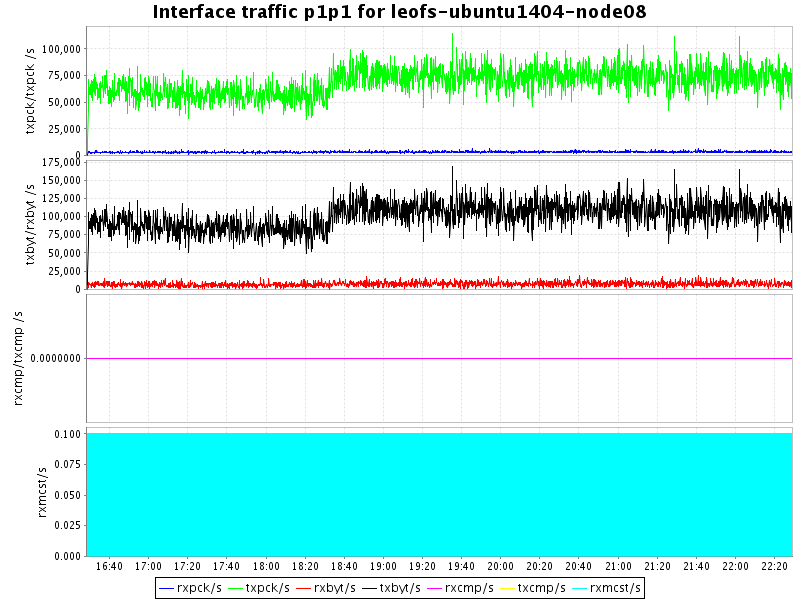 Interface traffic p1p1 for leofs-ubuntu1404-node08
txpck/txpck /s
100,000
75,000
50,000
25,000
0
txbyt/rxbyt /s
175,000
150,000
125,000
100,000
75,000
50,000
25,000
0
rxcmp/txcmp /s
0.0000000
rxmcst/s
0.100
0.075
0.050
0.025
0.000
16:40 17:00 17:20 17:40 18:00 18:20 18:40 19:00 19:20 19:40 20:00 20:20 20:40 21:00 21:20 21:40 22:00 22:20
rxpck/s txpck/s rxbyt/s txbyt/s rxcmp/s txcmp/s rxmcst/s